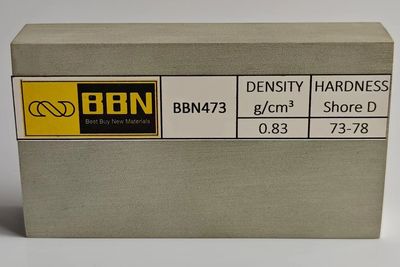 BBN
Best Buy New Materials
BBN473
DENSITY
g/cm³
0.83
HARDNESS
Shore D
73-78